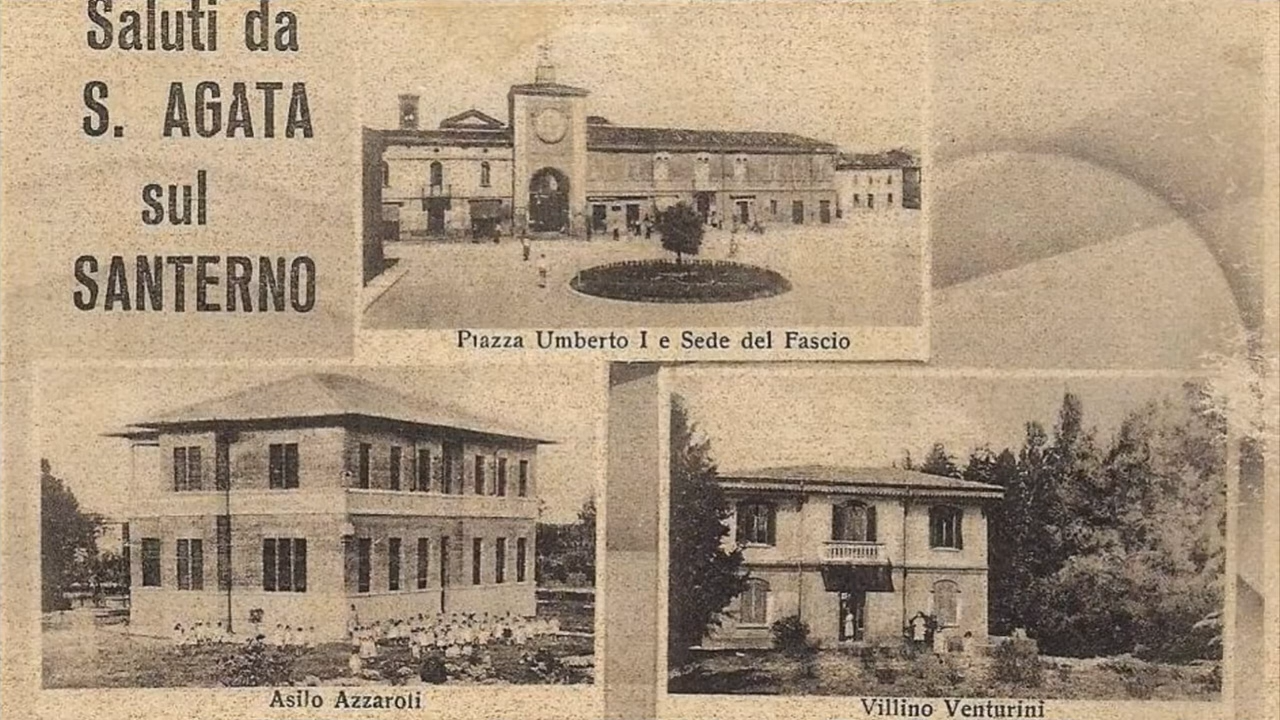 Saluti da
S. AGATA
sul
SANTERNO
Piazza Umberto I e Sede del Fascio
Asilo Azzaroli
Villino Venturini